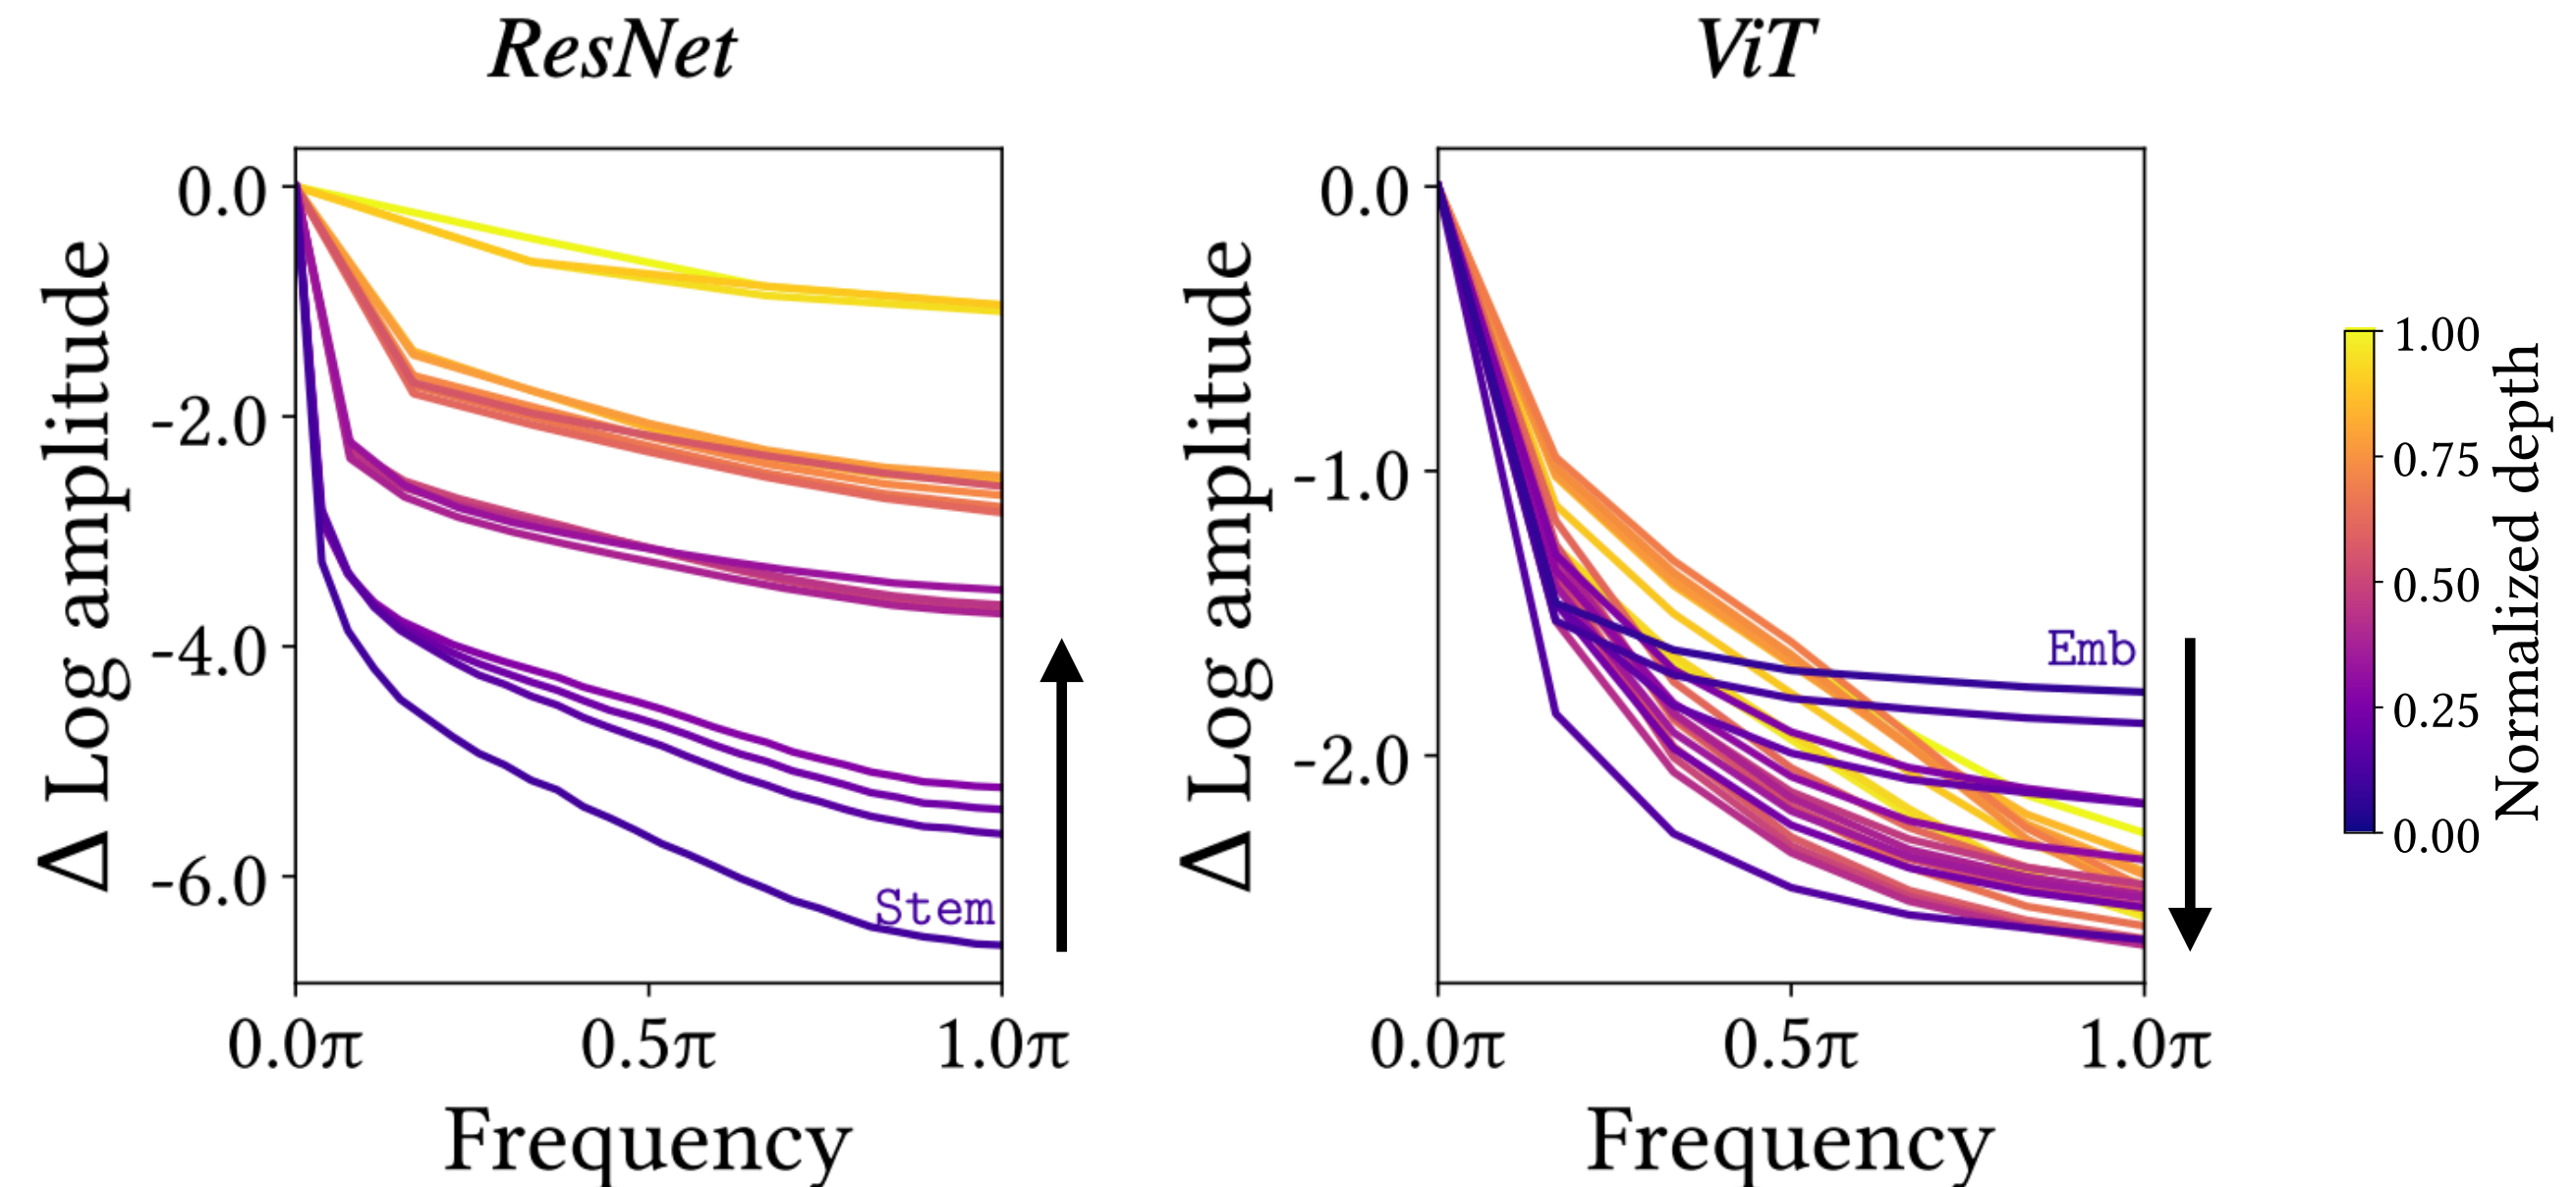 ResNet
Δ Log amplitude
0.0
-2.0
-4.0
-6.0
Stem
0.0π 0.5π 1.0π
Frequency
ViT
Δ Log amplitude
0.0
-1.0
-2.0
Emb
0.0π 0.5π 1.0π
Frequency
1.00
0.75
0.50
0.25
0.00
Normalized depth